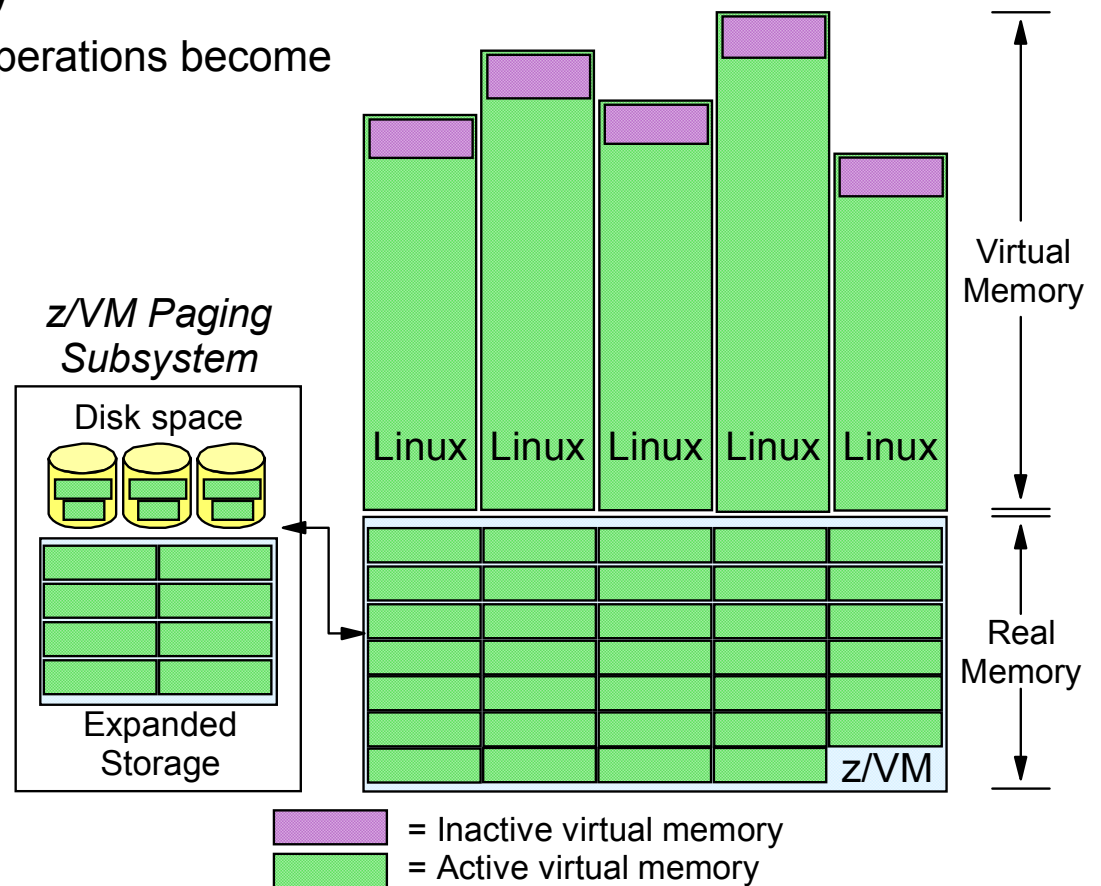 perations become
Virtual
Memory
z/VM Paging
Subsystem
Disk space
Linux Linux Linux Linux Linux
Expanded
Storage
Real
Memory
z/VM
= Inactive virtual memory
= Active virtual memory